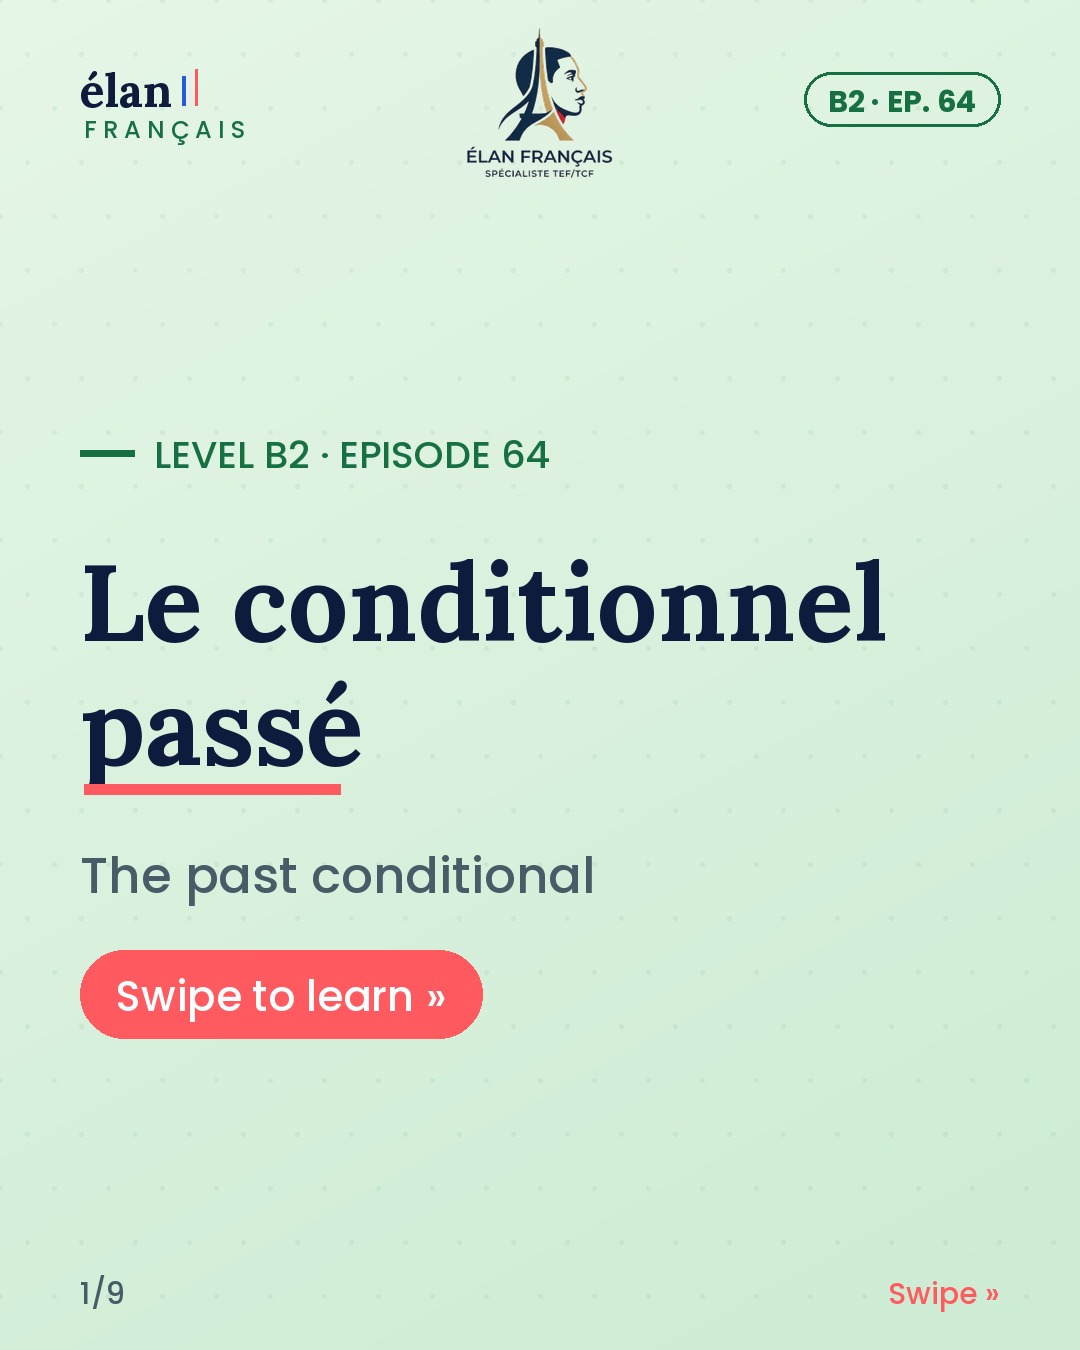 élan
FRANÇAIS
ÉLAN FRANÇAIS
SPÉCIALISTE TEF/TCF
B2 · EP. 64
LEVEL B2 · EPISODE 64
Le conditionnel
passé
The past conditional
Swipe to learn »
1/9
Swipe »